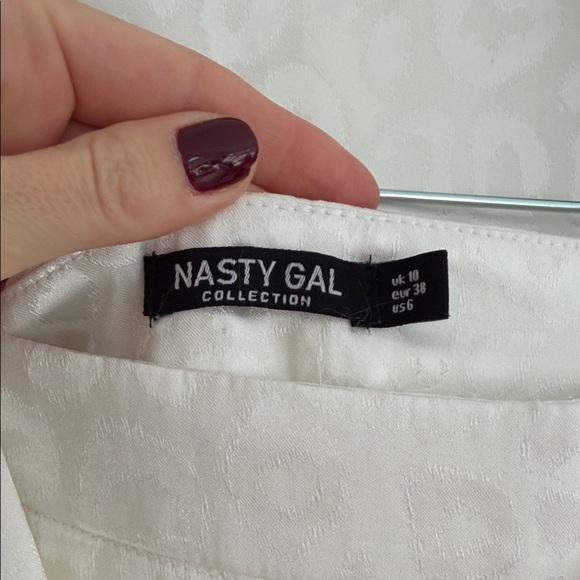 NASTY GAL
COLLECTION
uk 10
eur 38
us 6